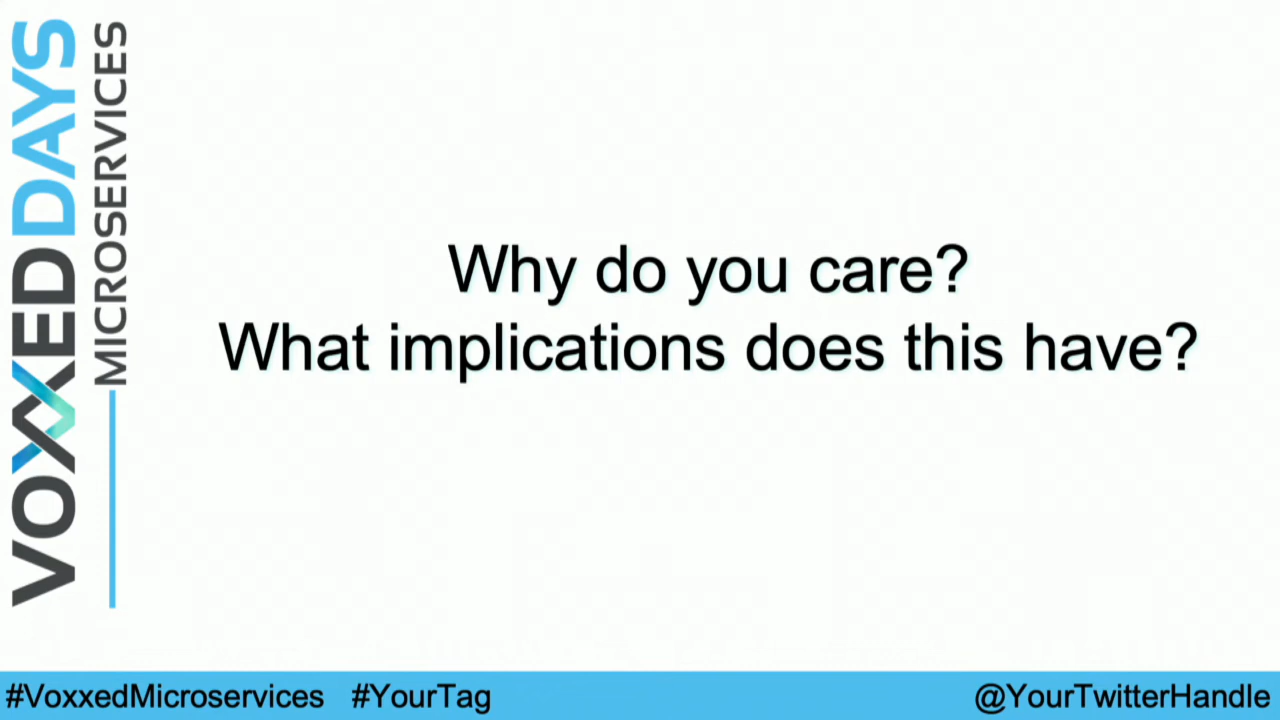 VOXXED DAYS
MICROSERVICES
Why do you care?
What implications does this have?
#VoxxedMicroservices #YourTag @YourTwitterHandle